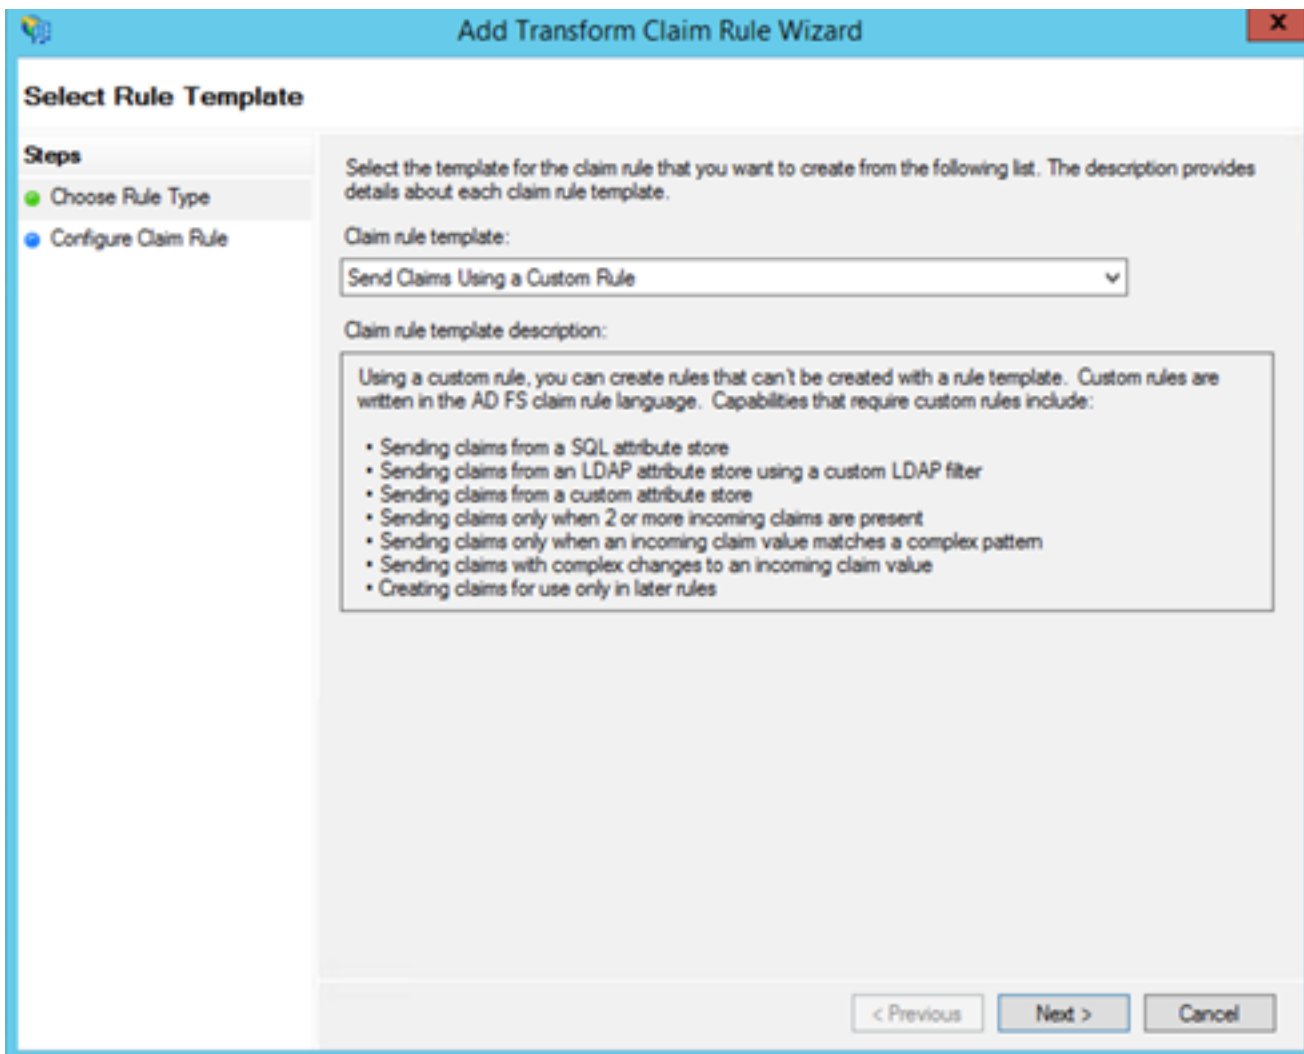 Add Transform Claim Rule Wizard
x
Select Rule Template
Steps
Choose Rule Type
Configure Claim Rule
Select the template for the claim rule that you want to create from the following list. The description provides
details about each claim rule template.
Claim rule template:
Send Claims Using a Custom Rule
Claim rule template description:
Using a custom rule, you can create rules that can't be created with a rule template. Custom rules are
written in the AD FS claim rule language. Capabilities that require custom rules include:
• Sending claims from a SQL attribute store
• Sending claims from an LDAP attribute store using a custom LDAP filter
• Sending claims from a custom attribute store
• Sending claims only when 2 or more incoming claims are present
• Sending claims only when an incoming claim value matches a complex pattern
• Sending claims with complex changes to an incoming claim value
• Creating claims for use only in later rules
< Previous
Next >
Cancel